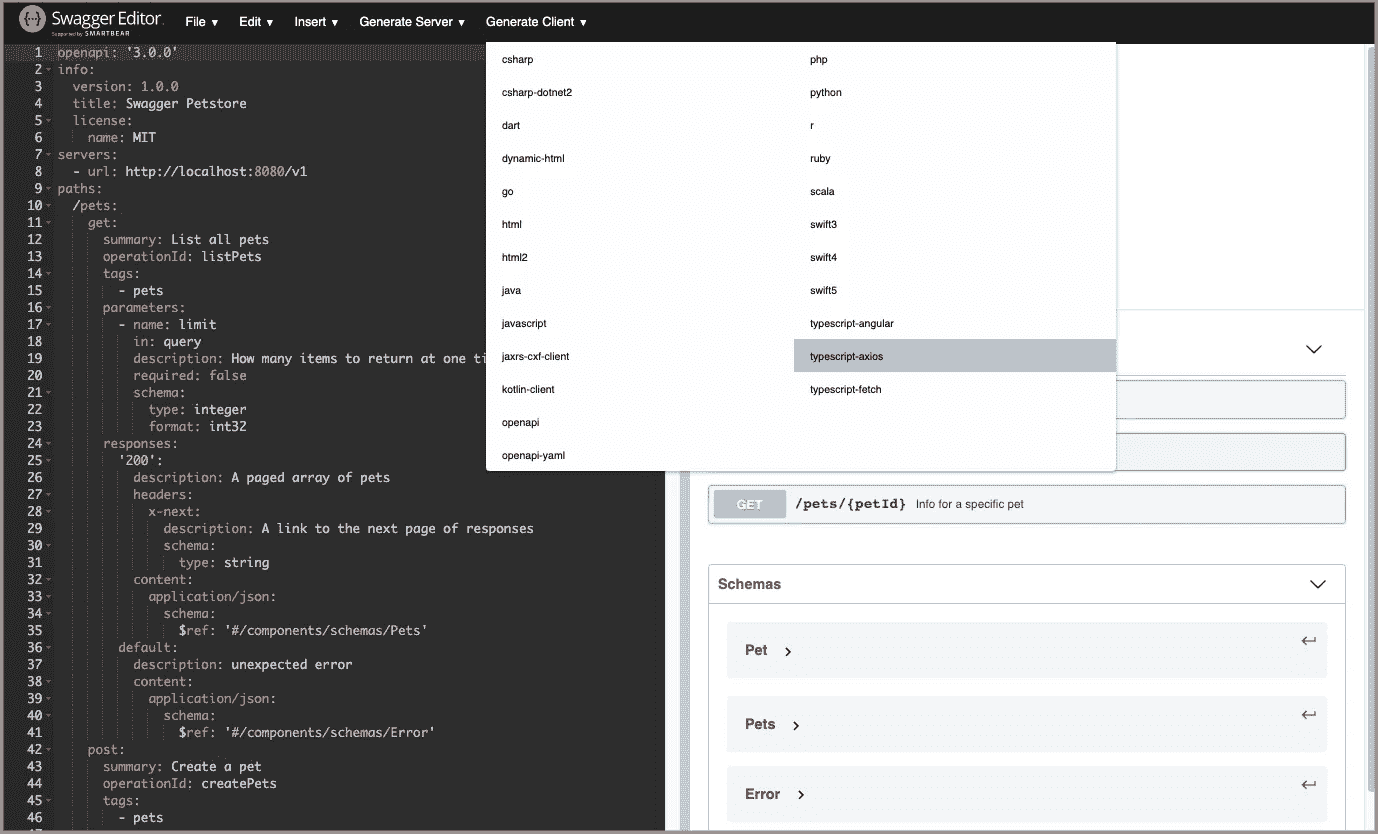 Swagger Editor
Supported by SMARTBEAR
File ▾ Edit ▾ Insert ▾ Generate Server ▾ Generate Client ▾
1 openapi: '3.0.0'
2 info:
3 version: 1.0.0
4 title: Swagger Petstore
5 license:
6 name: MIT
7 servers:
8 - url: http://localhost:8080/v1
9 paths:
10 /pets:
11 get:
12 summary: List all pets
13 operationId: listPets
14 tags:
15 - pets
16 parameters:
17 - name: limit
18 in: query
19 description: How many items to return at one ti
20 required: false
21 schema:
22 type: integer
23 format: int32
24 responses:
25 '200':
26 description: A paged array of pets
27 headers:
28 x-next:
29 description: A link to the next page of responses
30 schema:
31 type: string
32 content:
33 application/json:
34 schema:
35 $ref: '#/components/schemas/Pets'
36 default:
37 description: unexpected error
38 content:
39 application/json:
40 schema:
41 $ref: '#/components/schemas/Error'
42 post:
43 summary: Create a pet
44 operationId: createPets
45 tags:
46 - pets
csharp
csharp-dotnet2
dart
dynamic-html
go
html
html2
java
javascript
jaxrs-cxf-client
kotlin-client
openapi
openapi-yaml
php
python
r
ruby
scala
swift3
swift4
swift5
typescript-angular
typescript-axios
typescript-fetch
GET /pets/{petId} Info for a specific pet
Schemas
Pet
Pets
Error